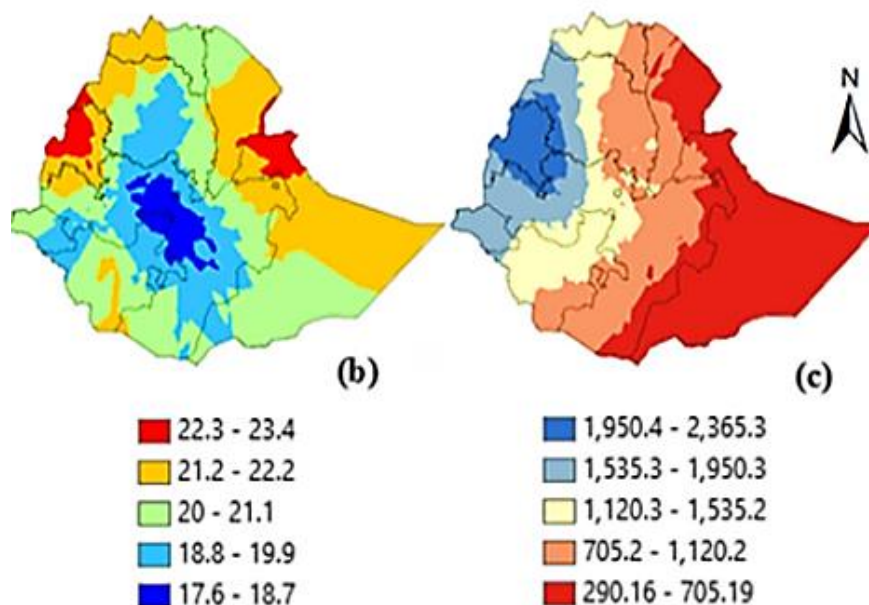 N
(b)
(c)
22.3 - 23.4
21.2 - 22.2
20 - 21.1
18.8 - 19.9
17.6 - 18.7
1,950.4 - 2,365.3
1,535.3 - 1,950.3
1,120.3 - 1,535.2
705.2 - 1,120.2
290.16 - 705.19